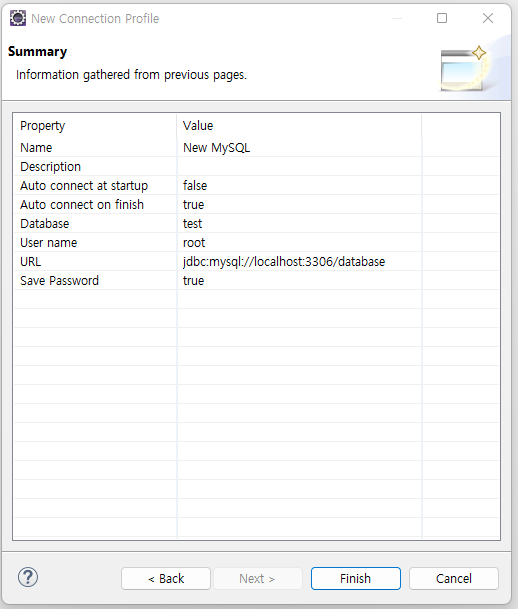 New Connection Profile
Summary
Information gathered from previous pages.
Property Value
Name New MySQL
Description
Auto connect at startup false
Auto connect on finish true
Database test
User name root
URL jdbc:mysql://localhost:3306/database
Save Password true
? < Back Next > Finish Cancel